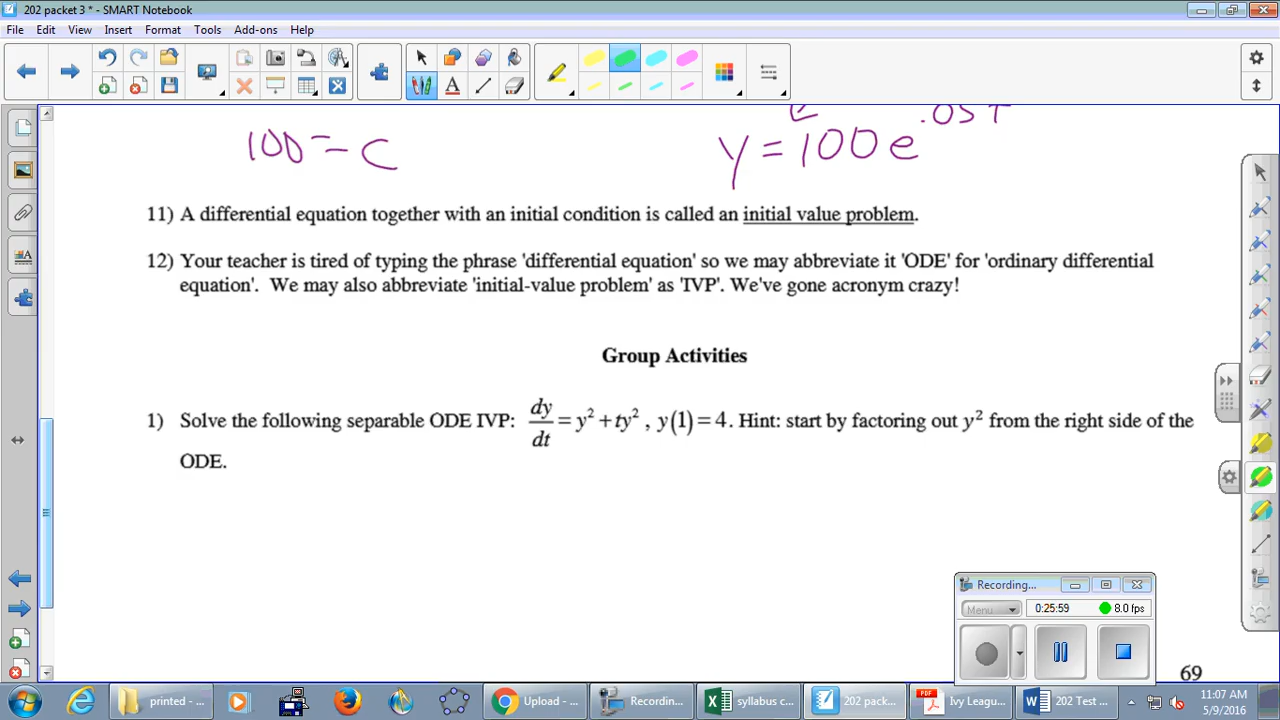 202 packet 3 * - SMART Notebook
File Edit View Insert Format Tools Add-ons Help
.05 t
100 = C
y = 100 e
11) A differential equation together with an initial condition is called an initial value problem.
12) Your teacher is tired of typing the phrase 'differential equation' so we may abbreviate it 'ODE' for 'ordinary differential
equation'. We may also abbreviate 'initial-value problem' as 'IVP'. We've gone acronym crazy!
Group Activities
1) Solve the following separable ODE IVP: dy/dt = y² + ty² , y(1) = 4. Hint: start by factoring out y² from the right side of the
ODE.
Recording...
Menu
0:25:59
8.0 fps
69
printed -...
Upload -...
Recordin...
syllabus c...
202 pack...
Ivy Leagu...
202 Test ...
11:07 AM
5/9/2016